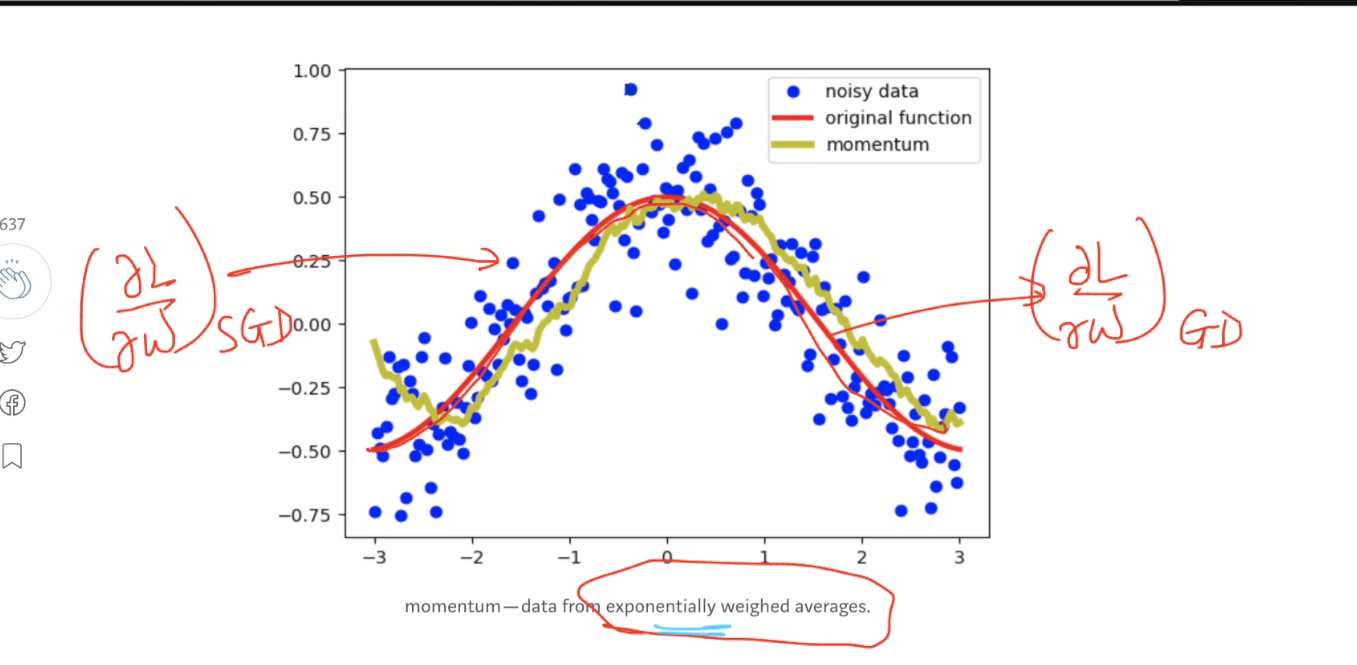 1.00
0.75
0.50
0.25
0.00
−0.25
−0.50
−0.75
−3 −2 −1 0 1 2 3
noisy data
original function
momentum
637
(∂L/∂W) SGD
(∂L/∂W) GD
momentum — data from exponentially weighed averages.